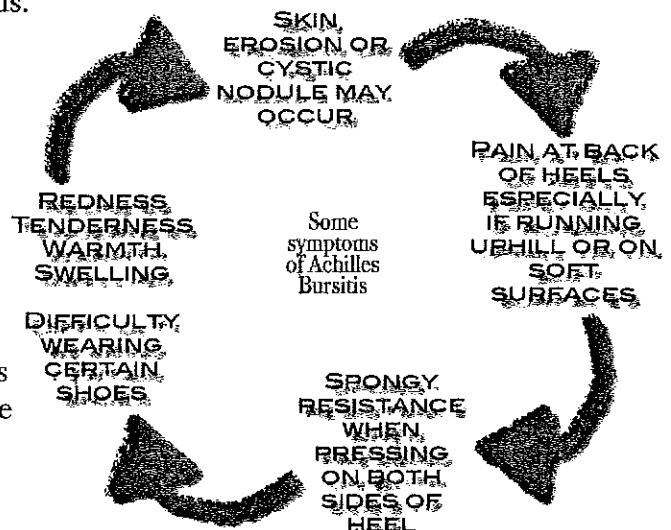 us.
SKIN
EROSION OR
CYSTIC
NODULE MAY
OCCUR
PAIN AT BACK
OF HEELS
ESPECIALLY
IF RUNNING
UPHILL OR ON
SOFT
SURFACES
SPONGY
RESISTANCE
WHEN
PRESSING
ON BOTH
SIDES OF
HEEL
DIFFICULTY
WEARING
CERTAIN
SHOES
REDNESS
TENDERNESS
WARMTH
SWELLING
Some
symptoms
of Achilles
Bursitis
s
e